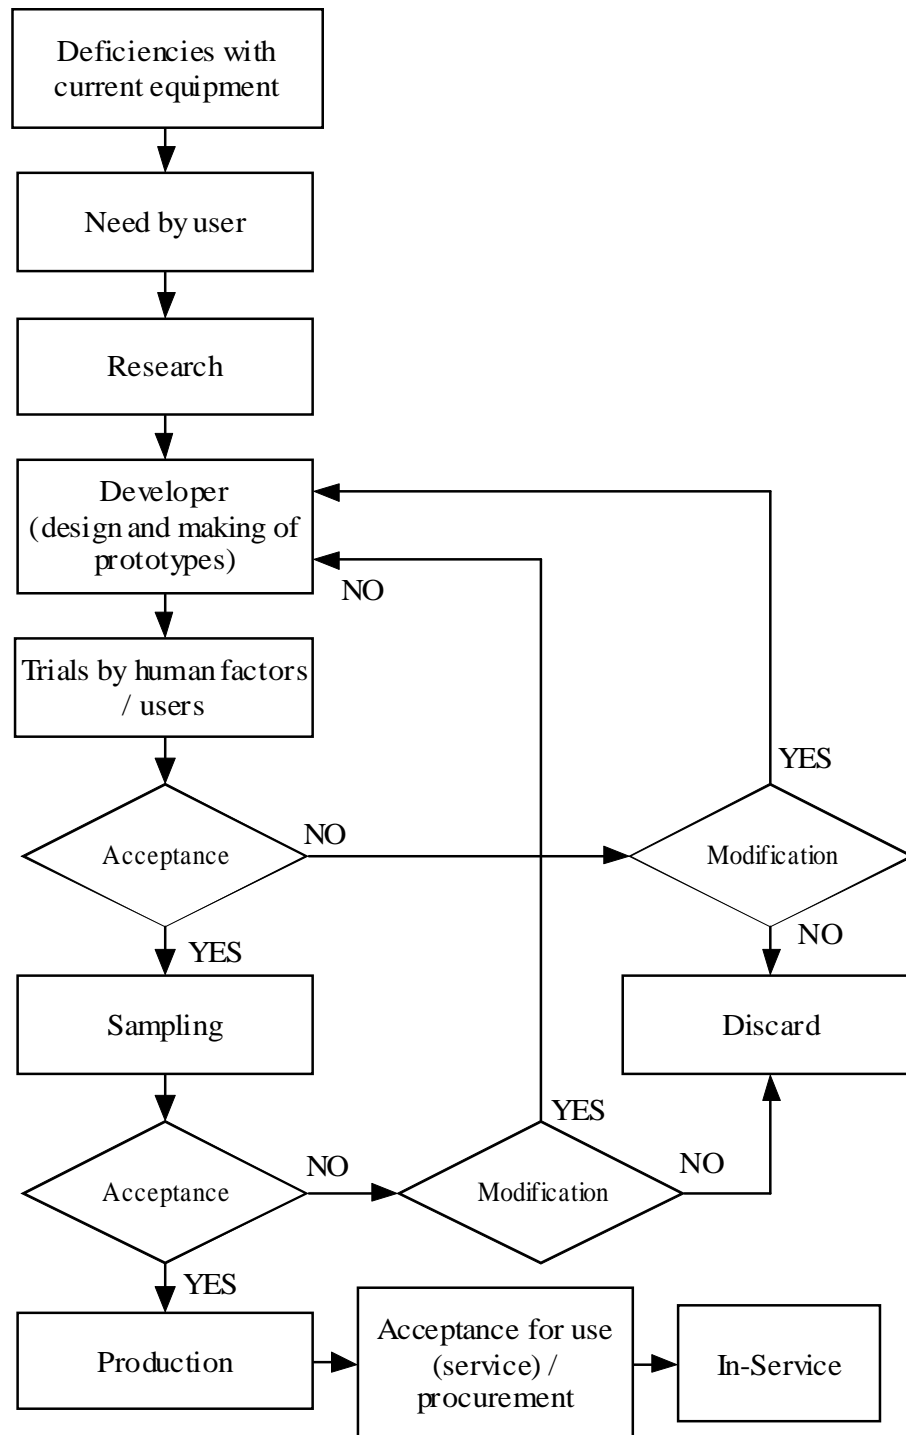 Deficiencies with
current equipment
Need by user
Research
Developer
(design and making of
prototypes)
NO
Trials by human factors
/ users
YES
Acceptance
NO
Modification
YES
NO
Sampling
Discard
YES
Acceptance
NO
Modification
NO
YES
Production
Acceptance for use
(service) /
procurement
In-Service